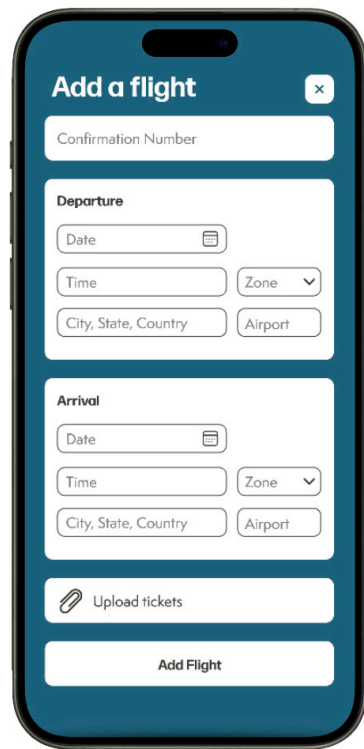 Add a flight
Confirmation Number
Departure
Date
Time
Zone
City, State, Country
Airport
Arrival
Date
Time
Zone
City, State, Country
Airport
Upload tickets
Add Flight